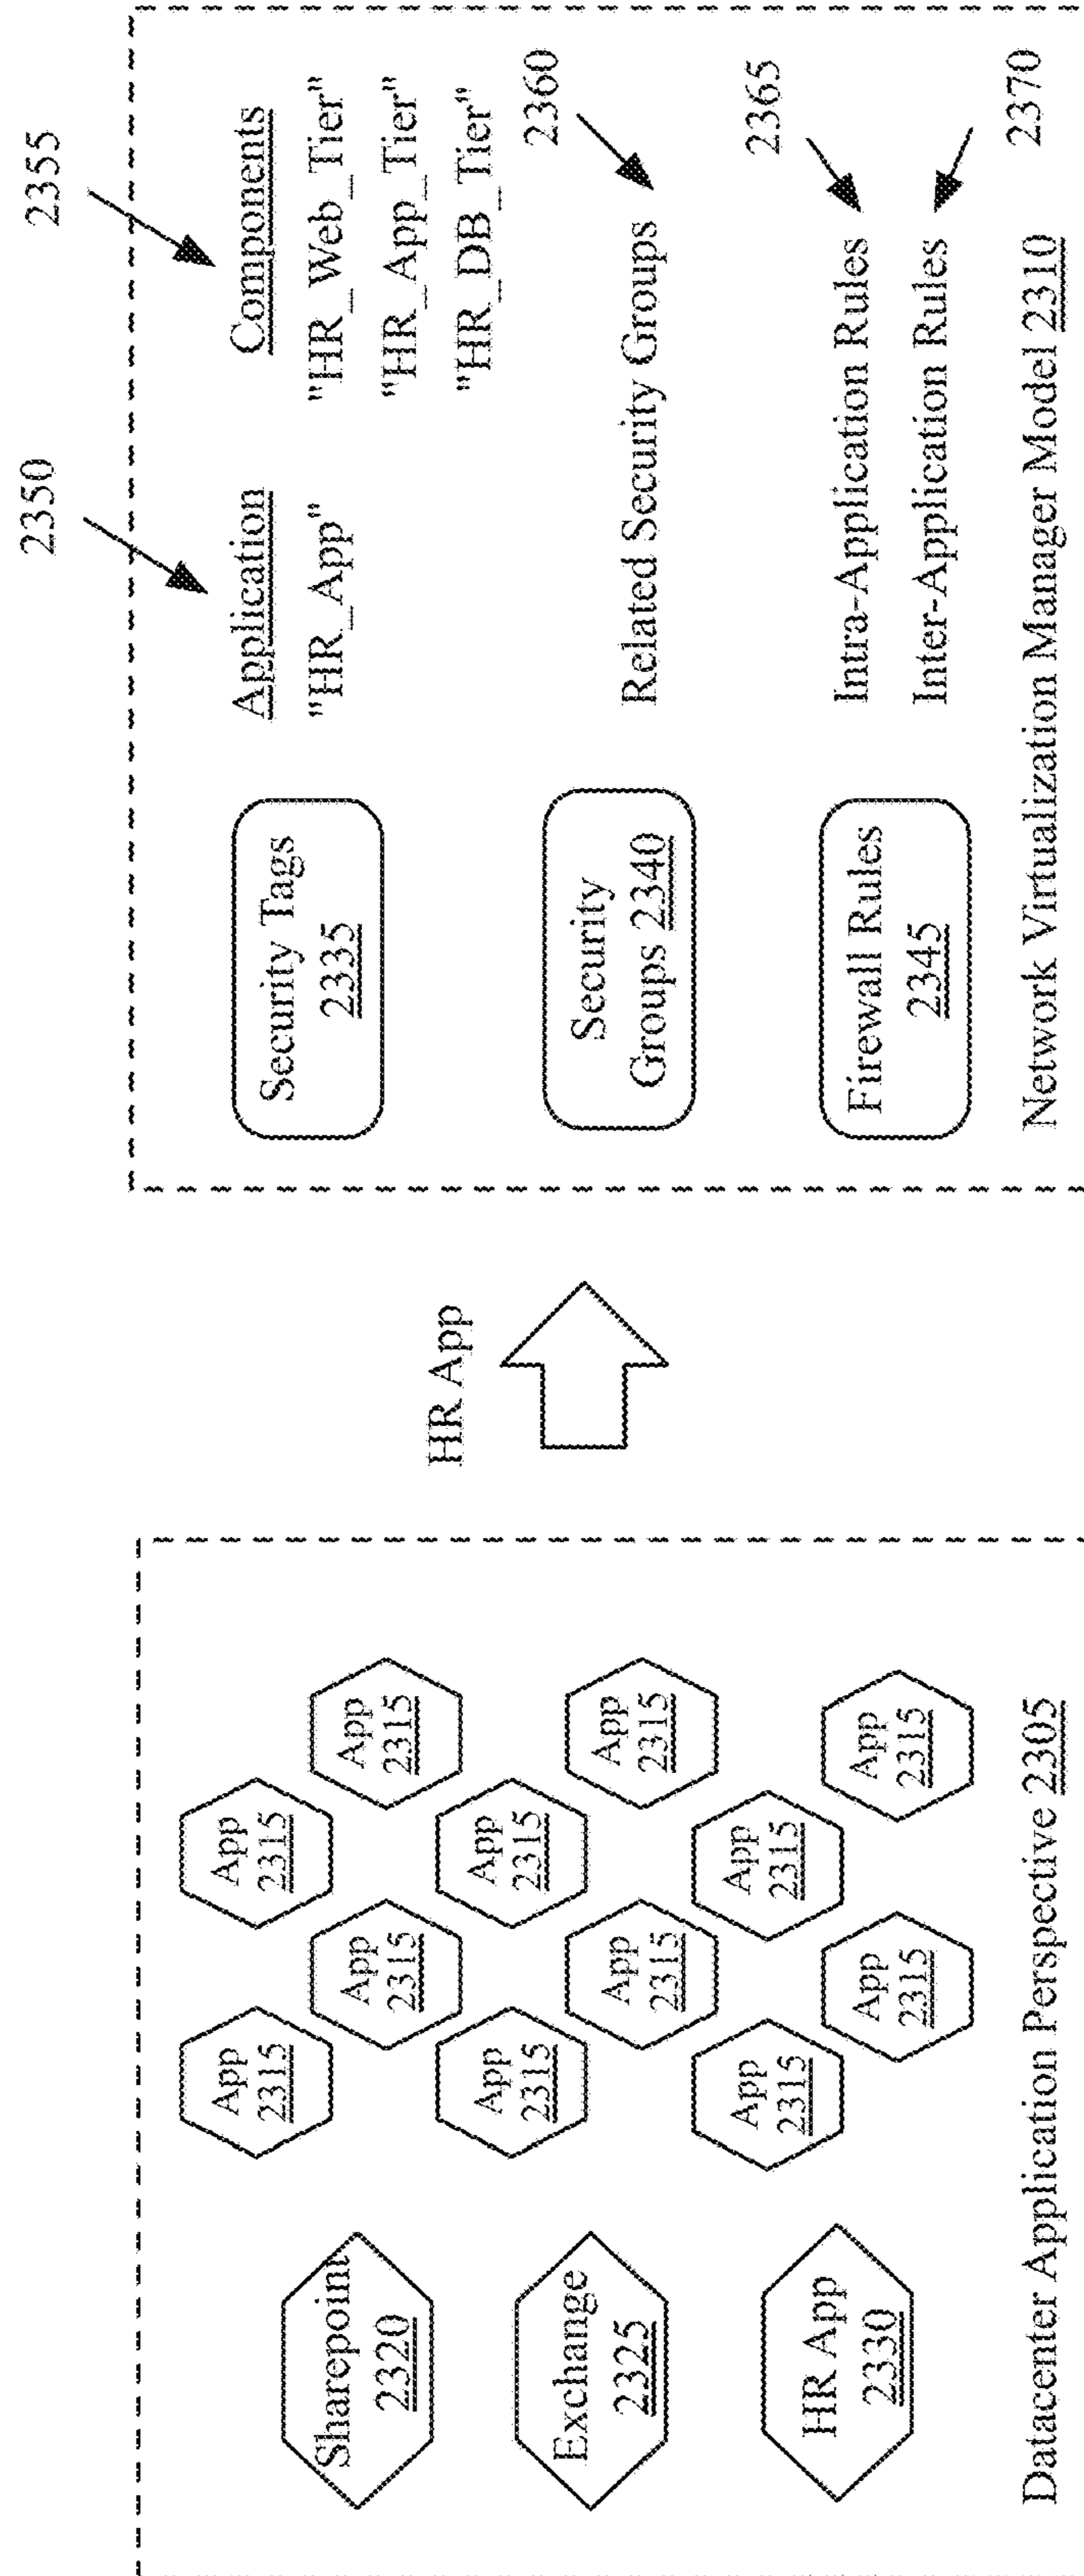 Sharepoint
2320
Exchange
2325
HR App
2330
App
2315
App
2315
App
2315
App
2315
App
2315
App
2315
App
2315
App
2315
App
2315
App
2315
App
2315
App
2315
Datacenter Application Perspective 2305
HR App
2350
2355
Security Tags
2335
Application
"HR_App"
Components
"HR_Web_Tier"
"HR_App_Tier"
"HR_DB_Tier"
Security
Groups 2340
Related Security Groups
2360
Firewall Rules
2345
Intra-Application Rules
2365
Inter-Application Rules
2370
Network Virtualization Manager Model 2310